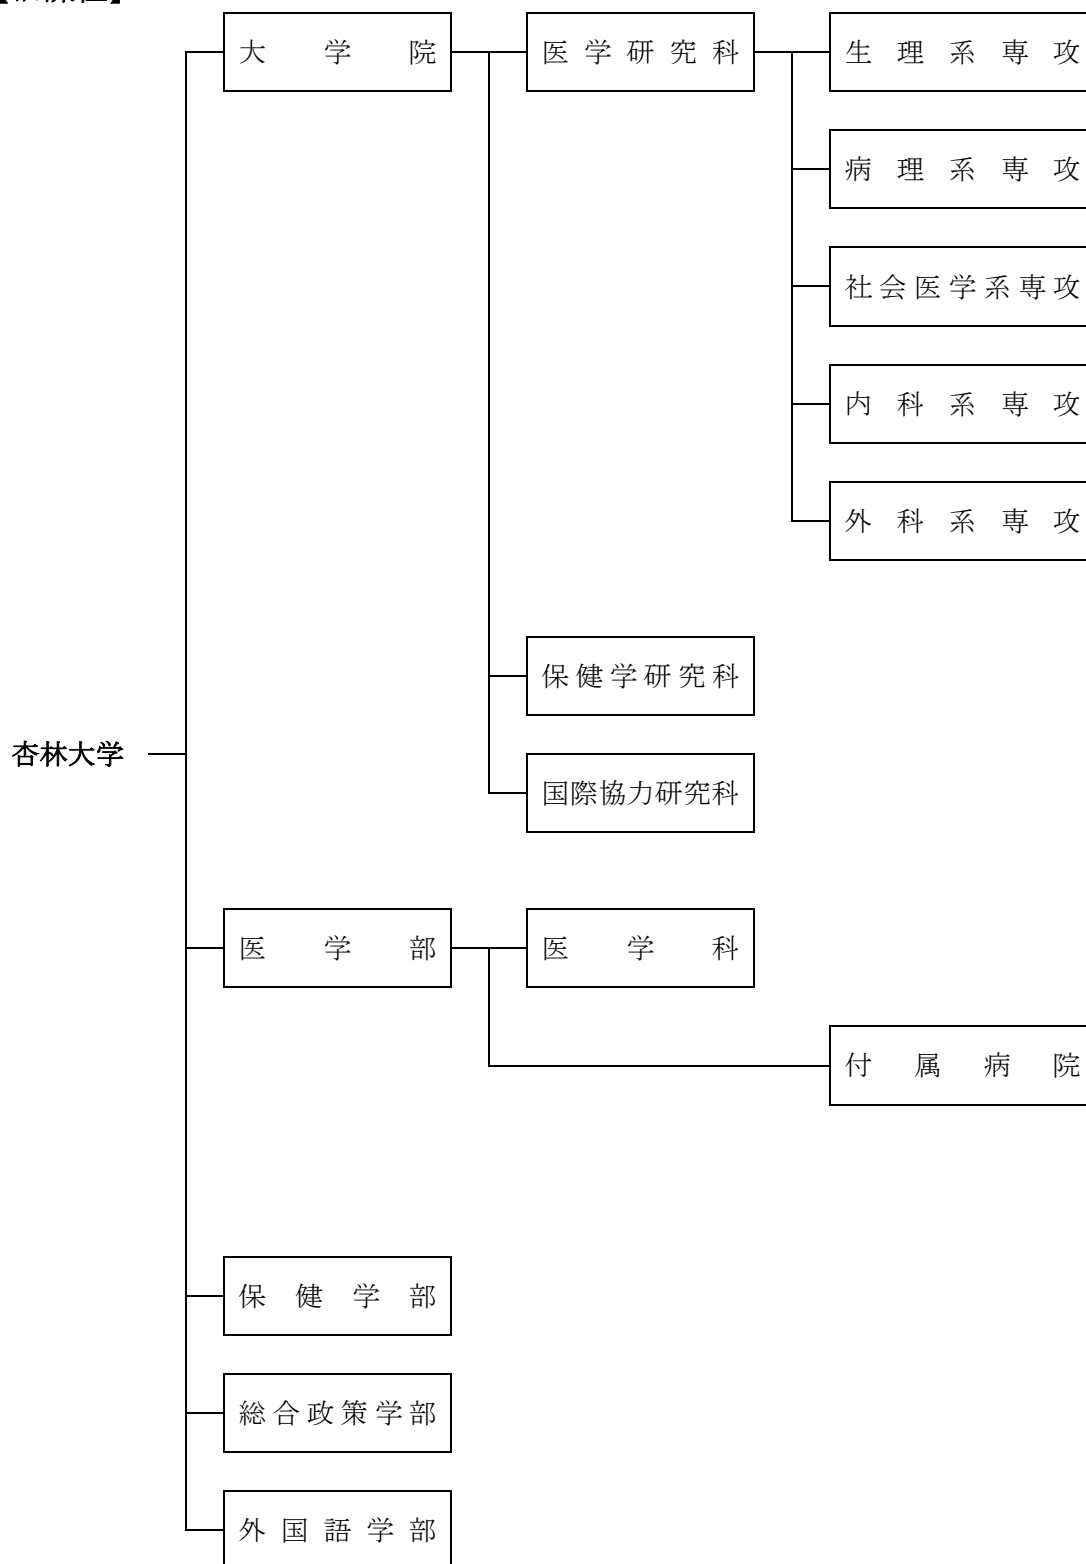 大学院
医学研究科
生理系専攻
病理系専攻
社会医学系専攻
内科系専攻
外科系専攻
保健学研究科
国際協力研究科
杏林大学
医学部
医学科
付属病院
保健学部
総合政策学部
外国語学部